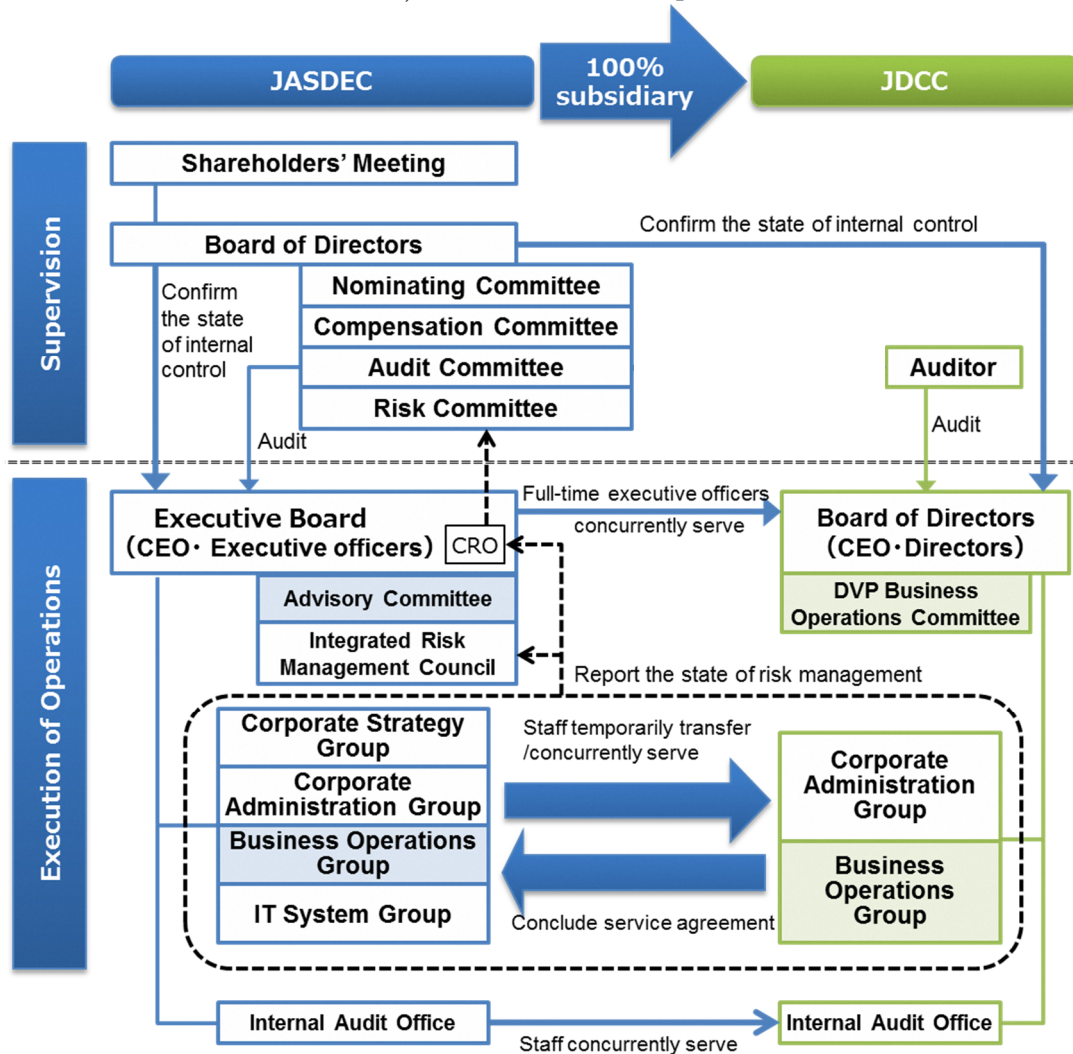 JASDEC
100%
subsidiary
JDCC
Supervision
Shareholders’ Meeting
Board of Directors
Confirm the state of internal control
Nominating Committee
Compensation Committee
Audit Committee
Risk Committee
Confirm
the state
of internal
control
Audit
Auditor
Audit
Execution of Operations
Executive Board
(CEO・ Executive officers)
CRO
Full-time executive officers
concurrently serve
Board of Directors
(CEO・Directors)
Advisory Committee
Integrated Risk
Management Council
DVP Business
Operations Committee
Report the state of risk management
Corporate Strategy
Group
Corporate
Administration Group
Business Operations
Group
IT System Group
Staff temporarily transfer
/concurrently serve
Conclude service agreement
Corporate
Administration
Group
Business
Operations
Group
Internal Audit Office
Staff concurrently serve
Internal Audit Office